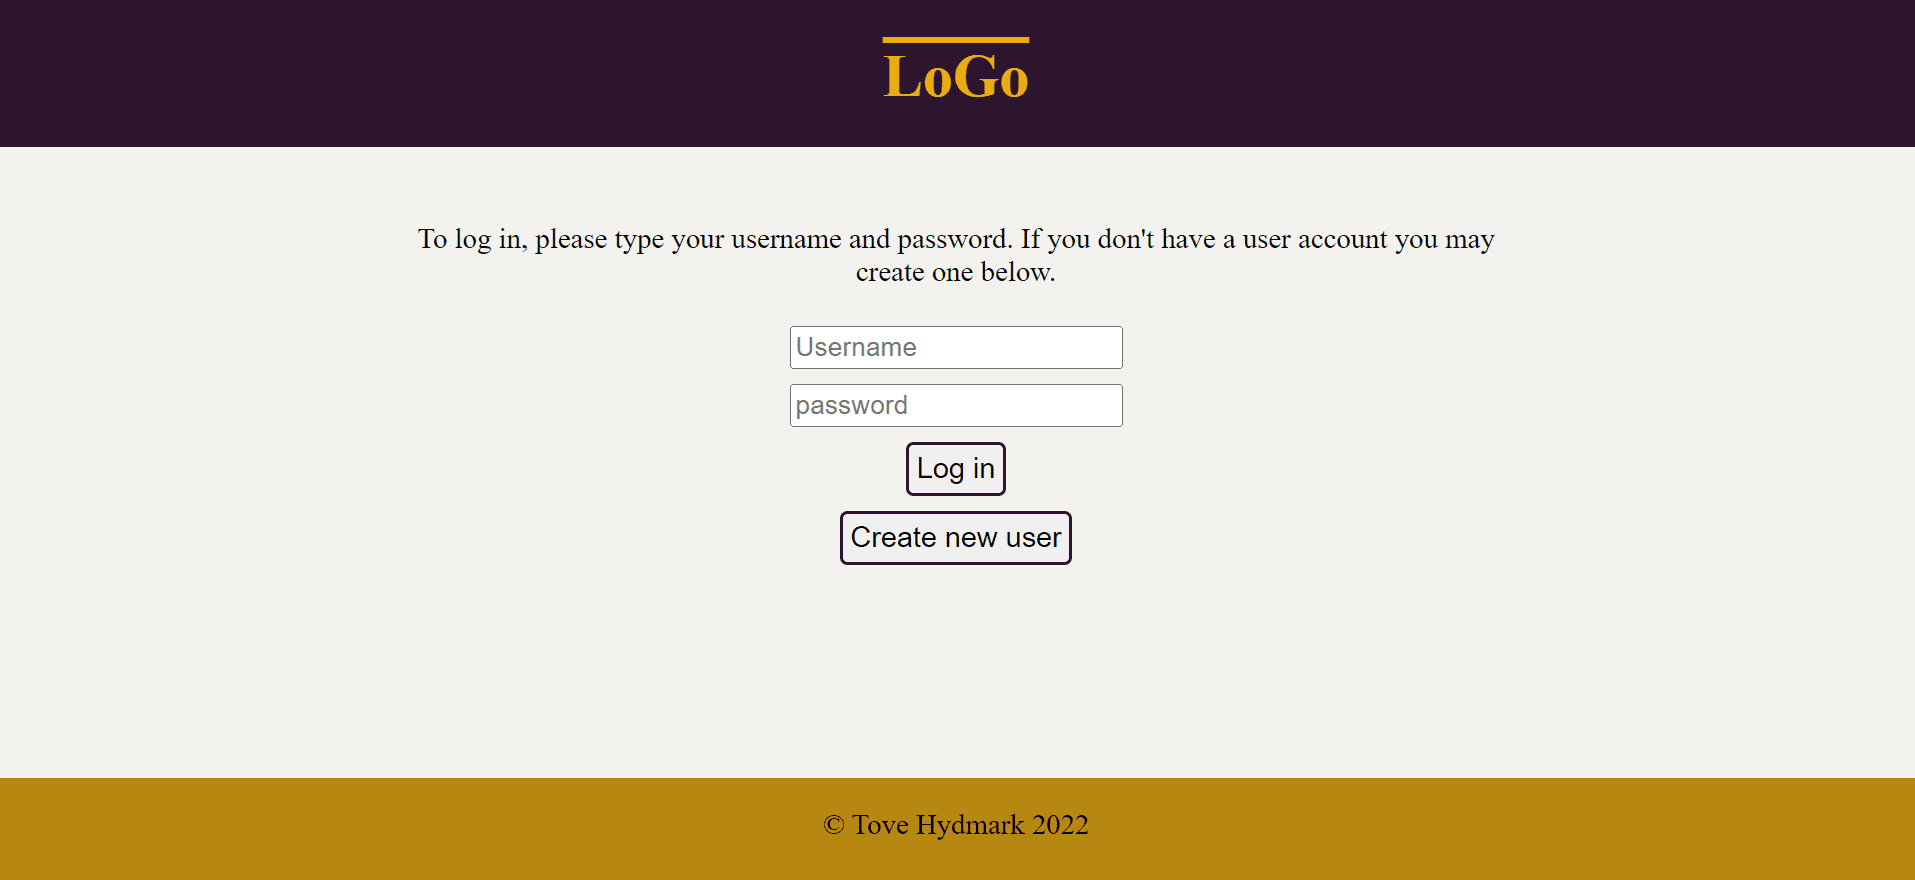 LoGo
To log in, please type your username and password. If you don't have a user account you may
create one below.
Username
password
Log in
Create new user
© Tove Hydmark 2022